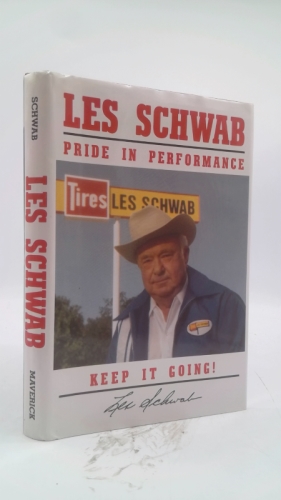 LES SCHWAB
PRIDE IN PERFORMANCE
Tires LES SCHWAB
KEEP IT GOING!
Les Schwab
SCHWAB
LES SCHWAB
MAVERICK